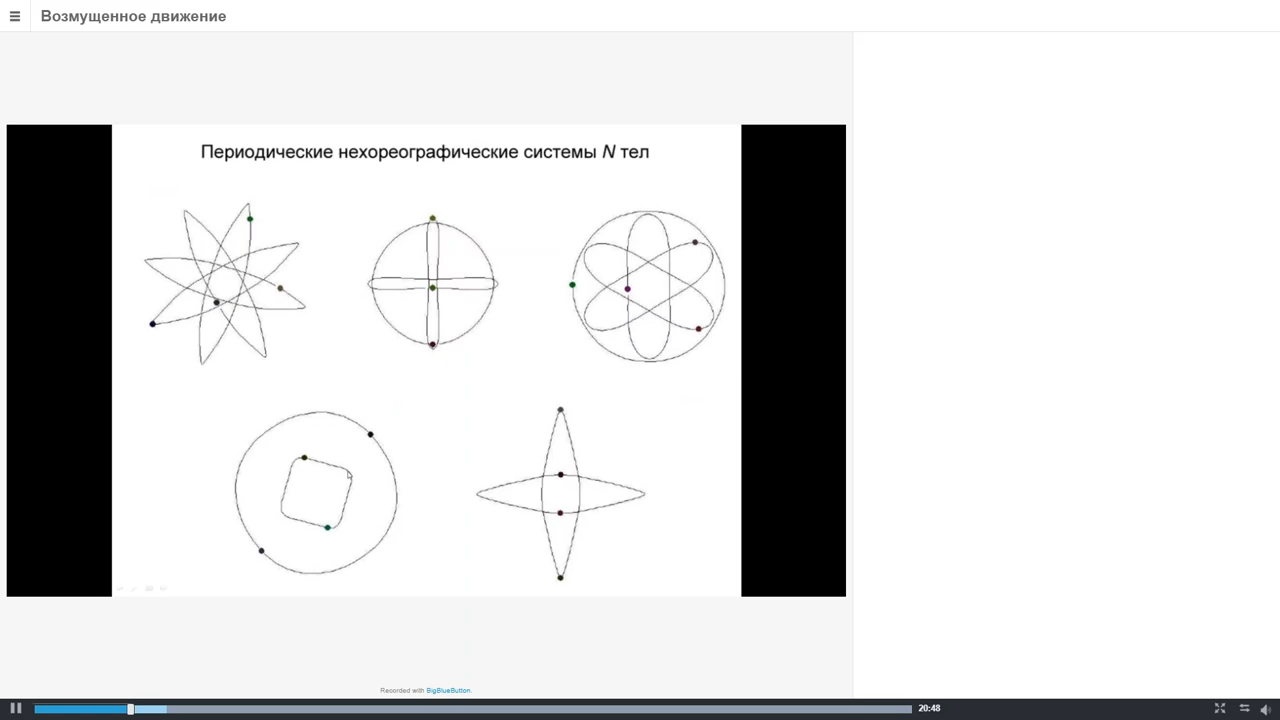 Возмущенное движение
Периодические нехореографические системы N тел
Recorded with BigBlueButton.
20:48